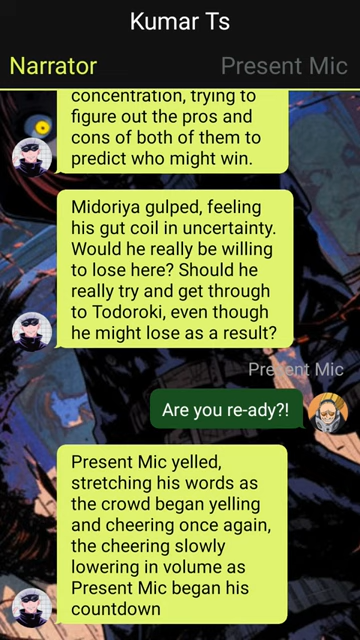 Kumar Ts
Narrator
Present Mic
concentration, trying to
figure out the pros and
cons of both of them to
predict who might win.
Midoriya gulped, feeling
his gut coil in uncertainty.
Would he really be willing
to lose here? Should he
really try and get through
to Todoroki, even though
he might lose as a result?
Present Mic
Are you re-ady?!
Present Mic yelled,
stretching his words as
the crowd began yelling
and cheering once again,
the cheering slowly
lowering in volume as
Present Mic began his
countdown